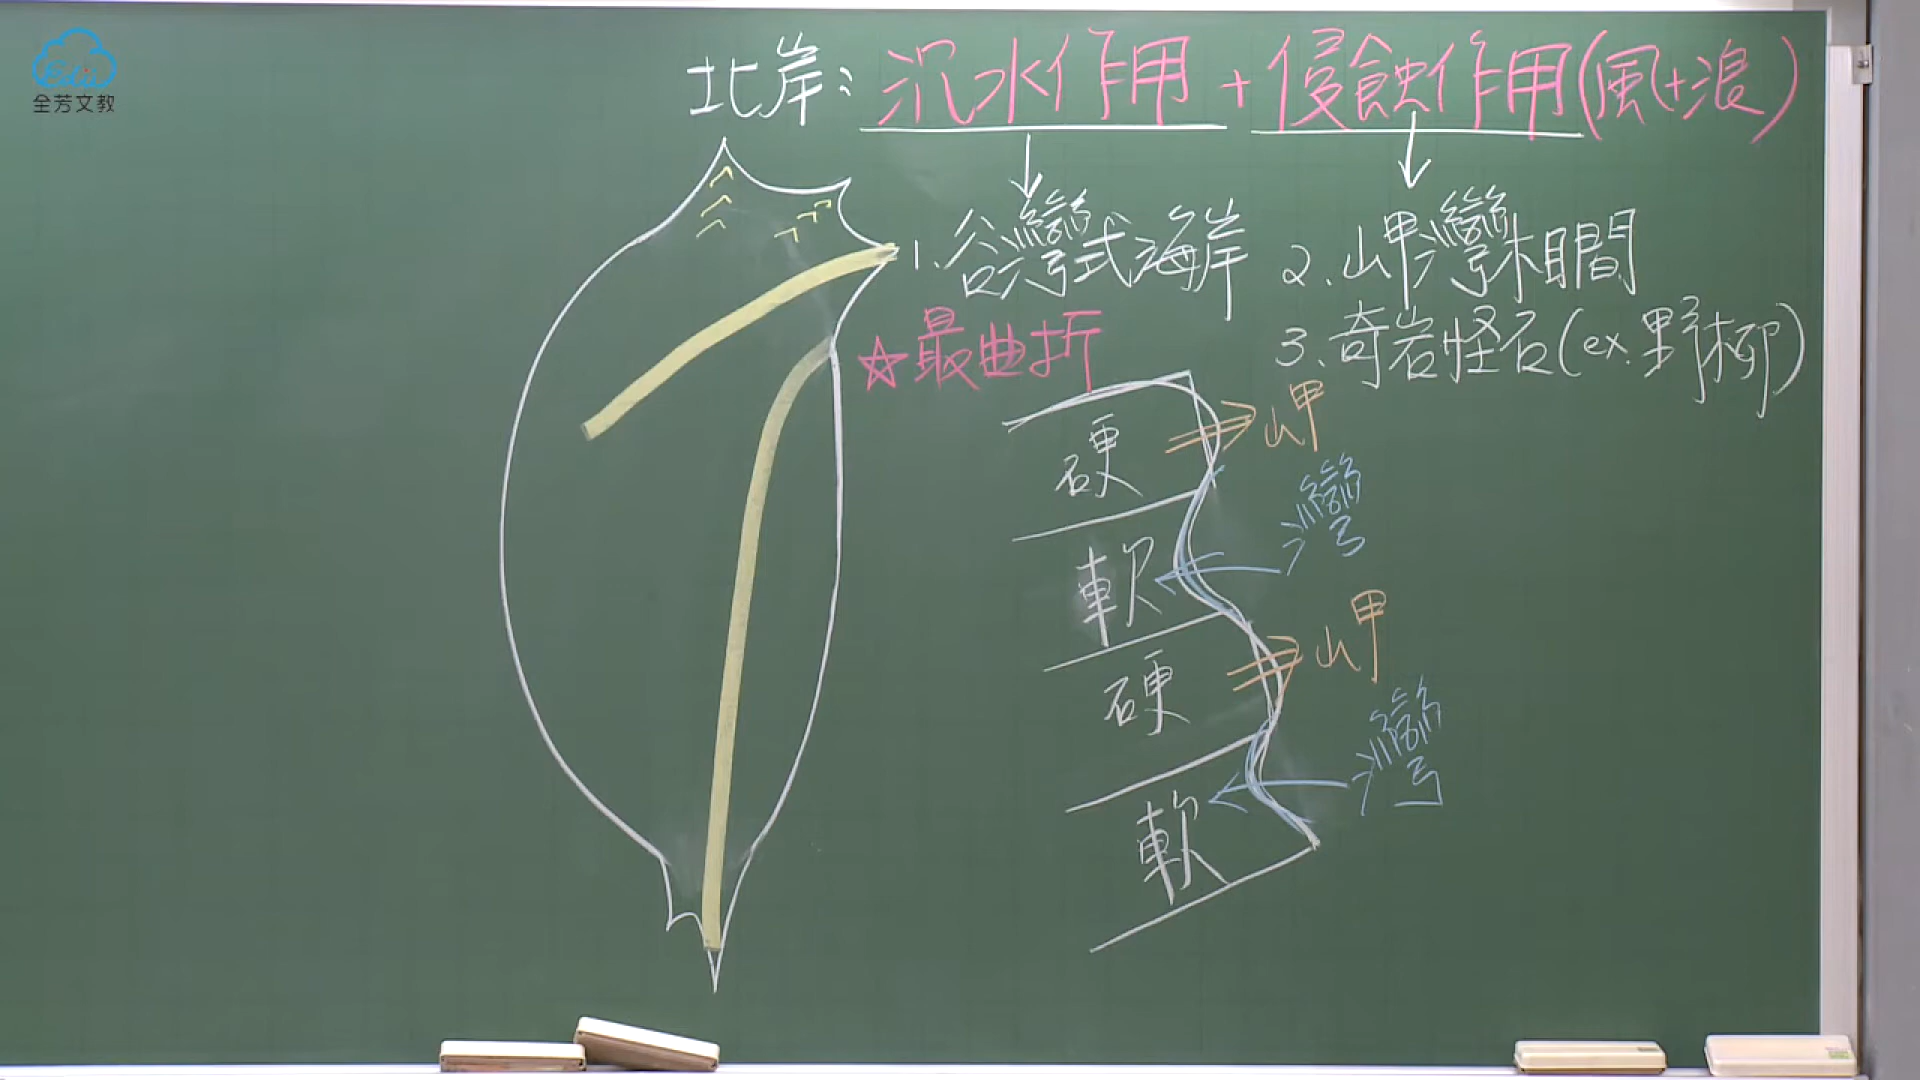 Edu
全芳文教
北岸：沉水作用＋侵蝕作用(風＋浪)
1.谷灣式海岸
☆最曲折
2.岬灣相間
3.奇岩怪石(ex.野柳)
硬
岬
灣
軟
岬
硬
灣
軟